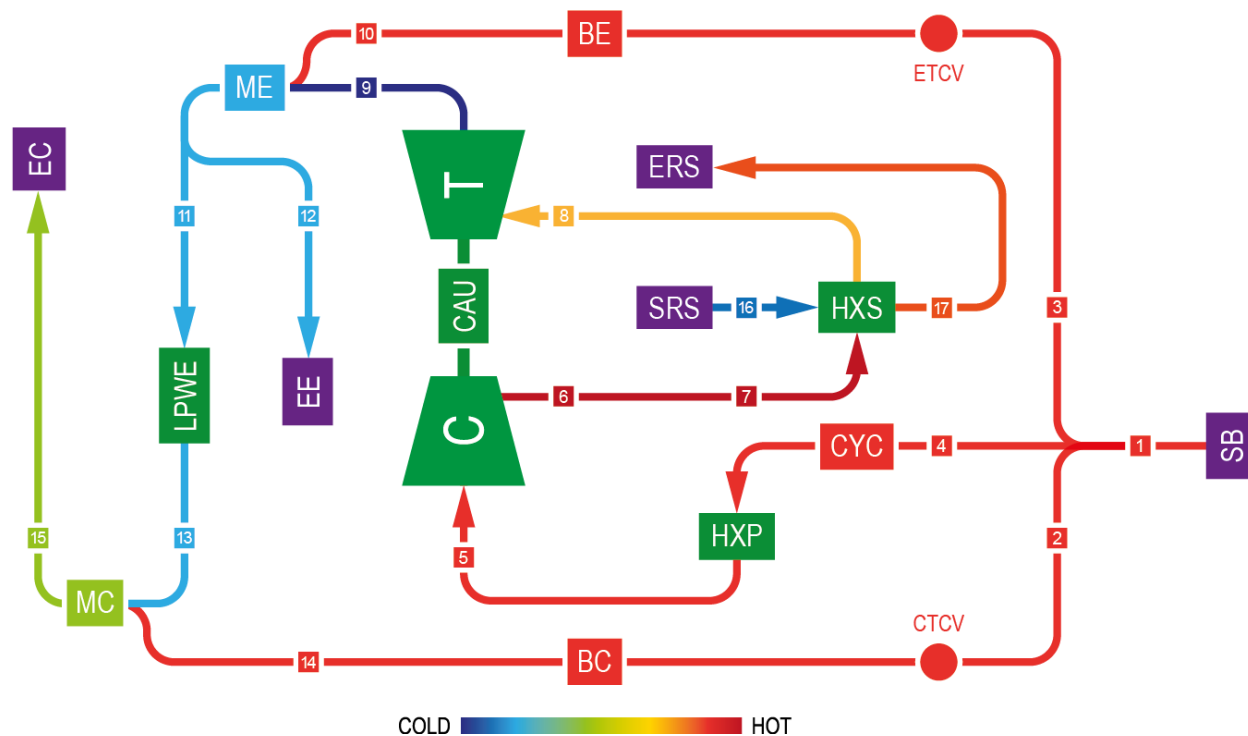 10
BE
ETCV
ME
9
EC
T
ERS
11
12
8
CAU
SRS
16
HXS
17
3
LPWE
EE
6
7
C
CYC
4
1
SB
15
13
5
HXP
2
MC
14
BC
CTCV
COLD
HOT